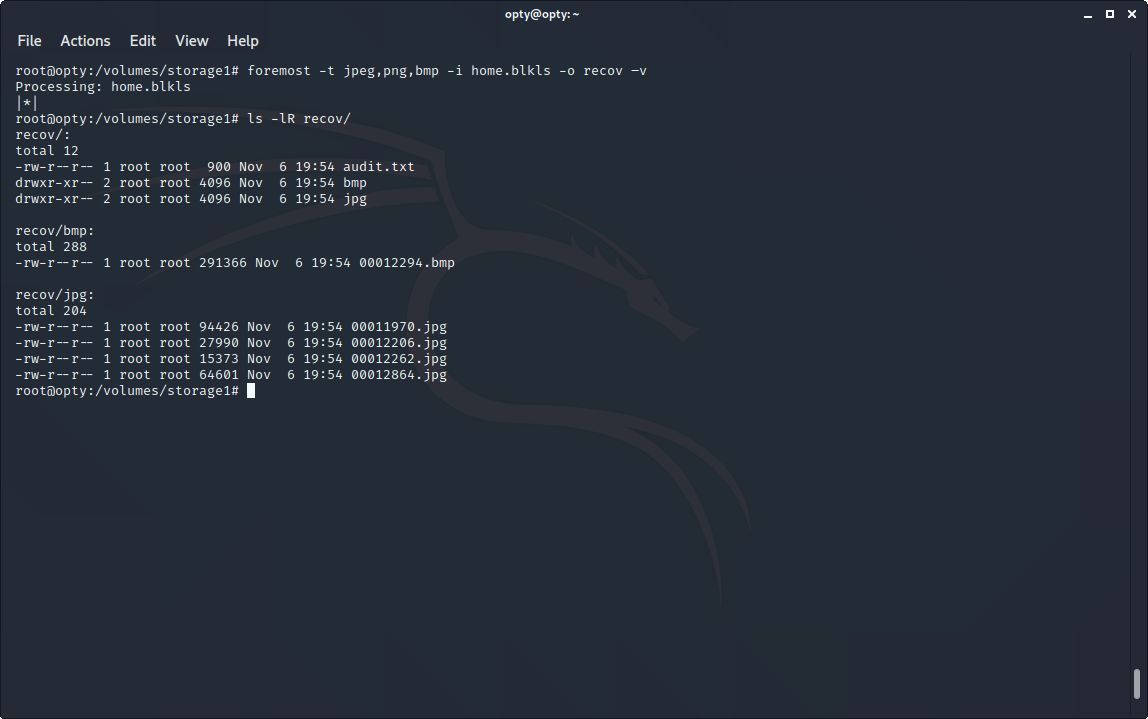 opty@opty: ~
File Actions Edit View Help
root@opty:/volumes/storage1# foremost -t jpeg,png,bmp -i home.blkls -o recov –v
Processing: home.blkls
|*|
root@opty:/volumes/storage1# ls -lR recov/
recov/:
total 12
-rw-r--r-- 1 root root  900 Nov  6 19:54 audit.txt
drwxr-xr-- 2 root root 4096 Nov  6 19:54 bmp
drwxr-xr-- 2 root root 4096 Nov  6 19:54 jpg
recov/bmp:
total 288
-rw-r--r-- 1 root root 291366 Nov  6 19:54 00012294.bmp
recov/jpg:
total 204
-rw-r--r-- 1 root root 94426 Nov  6 19:54 00011970.jpg
-rw-r--r-- 1 root root 27990 Nov  6 19:54 00012206.jpg
-rw-r--r-- 1 root root 15373 Nov  6 19:54 00012262.jpg
-rw-r--r-- 1 root root 64601 Nov  6 19:54 00012864.jpg
root@opty:/volumes/storage1#